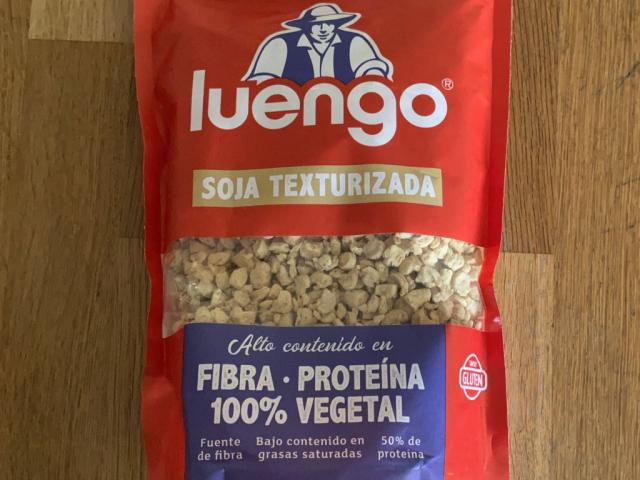 luengo®
SOJA TEXTURIZADA
Alto contenido en
FIBRA · PROTEÍNA
100% VEGETAL
Fuente de fibra
Bajo contenido en grasas saturadas
50% de proteína
GLUTEN